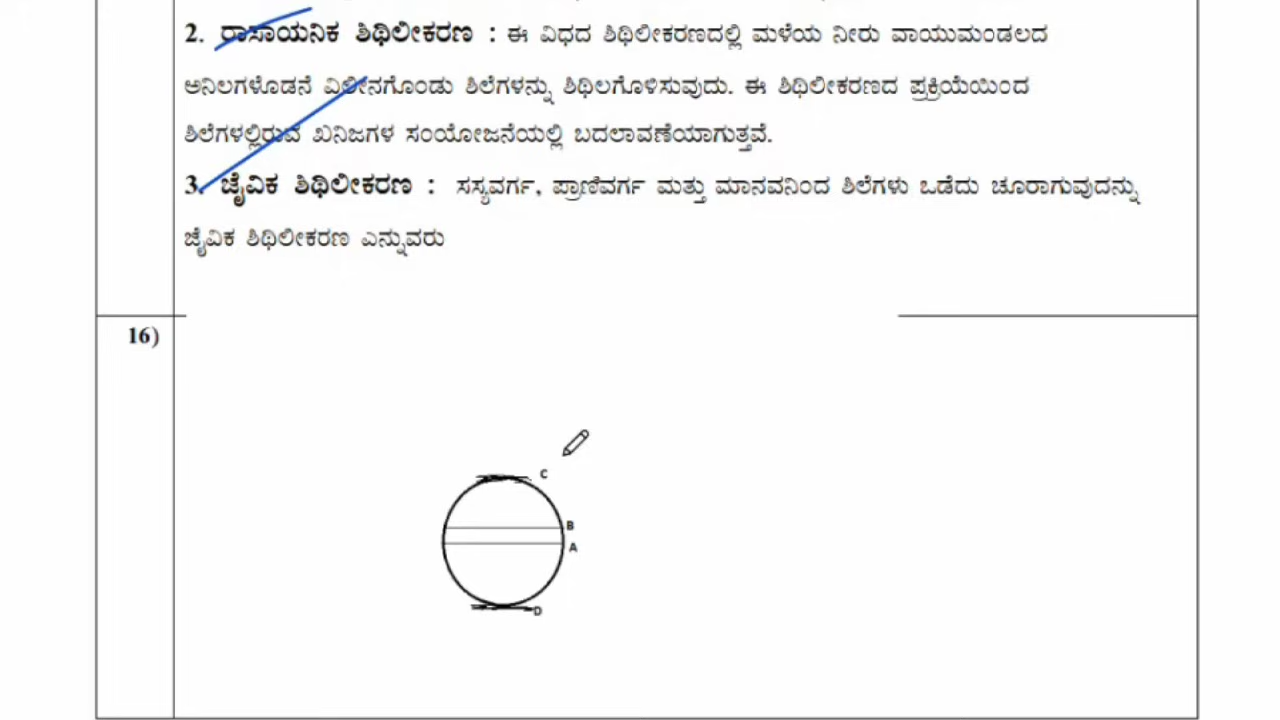 2. ರಾಸಾಯನಿಕ ಶಿಥಿಲೀಕರಣ : ಈ ವಿಧದ ಶಿಥಿಲೀಕರಣದಲ್ಲಿ ಮಳೆಯ ನೀರು ವಾಯುಮಂಡಲದ
ಅನಿಲಗಳೊಡನೆ ವಿಲೀನಗೊಂಡು ಶಿಲೆಗಳನ್ನು ಶಿಥಿಲಗೊಳಿಸುವುದು. ಈ ಶಿಥಿಲೀಕರಣದ ಪ್ರಕ್ರಿಯೆಯಿಂದ
ಶಿಲೆಗಳಲ್ಲಿರುವ ಖನಿಜಗಳ ಸಂಯೋಜನೆಯಲ್ಲಿ ಬದಲಾವಣೆಯಾಗುತ್ತವೆ.
3. ಜೈವಿಕ ಶಿಥಿಲೀಕರಣ : ಸಸ್ಯವರ್ಗ, ಪ್ರಾಣಿವರ್ಗ ಮತ್ತು ಮಾನವನಿಂದ ಶಿಲೆಗಳು ಒಡೆದು ಚೂರಾಗುವುದನ್ನು
ಜೈವಿಕ ಶಿಥಿಲೀಕರಣ ಎನ್ನುವರು
16)
C
B
A
D